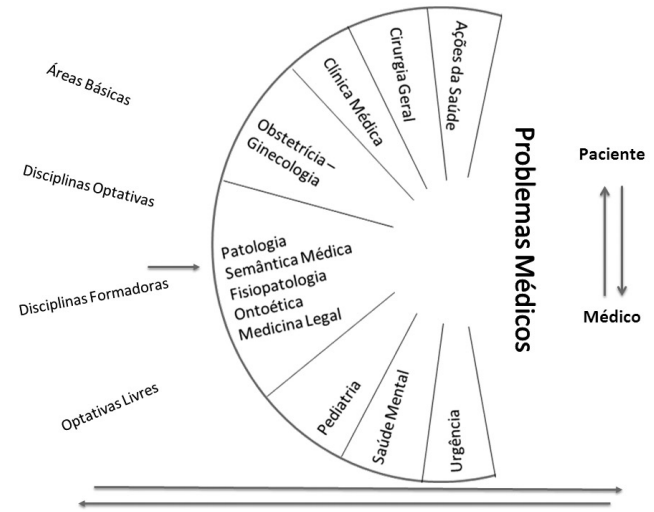 Áreas Básicas
Disciplinas Optativas
Disciplinas Formadoras
Optativas Livres
Ações da Saúde
Cirurgia Geral
Clínica Médica
Obstetrícia –
Ginecologia
Patologia
Semântica Médica
Fisiopatologia
Ontoética
Medicina Legal
Pediatria
Saúde Mental
Urgência
Problemas Médicos
Paciente
Médico